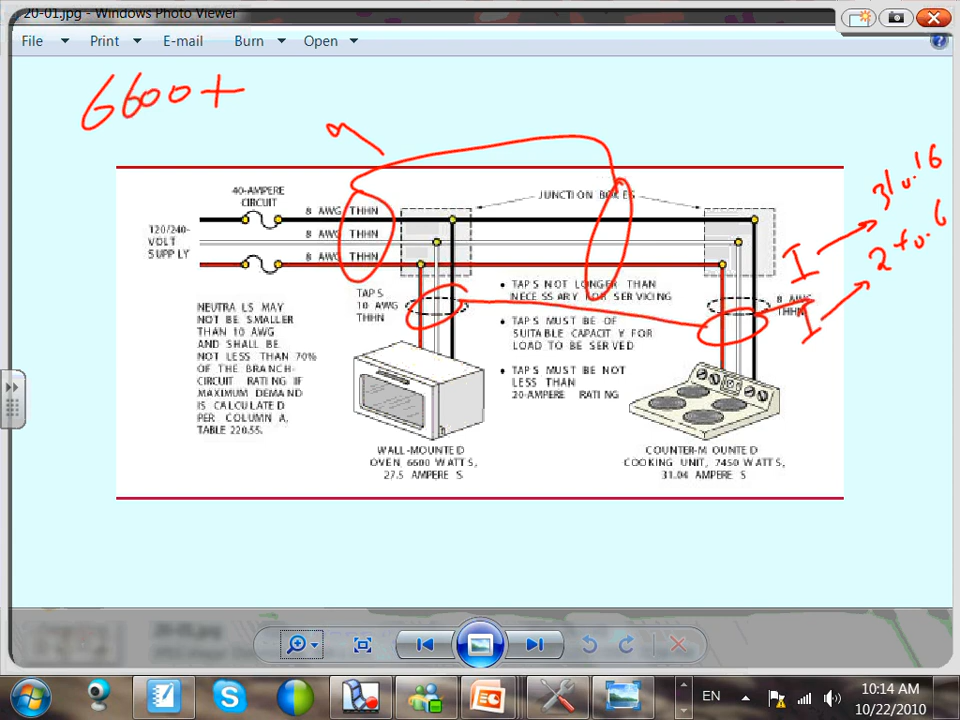 20-01.jpg - Windows Photo Viewer
File Print E-mail Burn Open
6600+
40-AMPERE
CIRCUIT
8 AWG THHN
8 AWG THHN
8 AWG THHN
120/240-
VOLT
SUPPLY
JUNCTION BOXES
TAPS
10 AWG
THHN
NEUTRALS MAY
NOT BE SMALLER
THAN 10 AWG
AND SHALL BE
NOT LESS THAN 70%
OF THE BRANCH-
CIRCUIT RATING IF
MAXIMUM DEMAND
IS CALCULATED
PER COLUMN A,
TABLE 220.55.
• TAPS NOT LONGER THAN
NECESSARY FOR SERVICING
• TAPS MUST BE OF
SUITABLE CAPACITY FOR
LOAD TO BE SERVED
• TAPS MUST BE NOT
LESS THAN
20-AMPERE RATING
8 AWG
THHN
WALL-MOUNTED
OVEN, 6600 WATTS,
27.5 AMPERES
COUNTER-MOUNTED
COOKING UNIT, 7450 WATTS,
31.04 AMPERES
EN
10:14 AM
10/22/2010